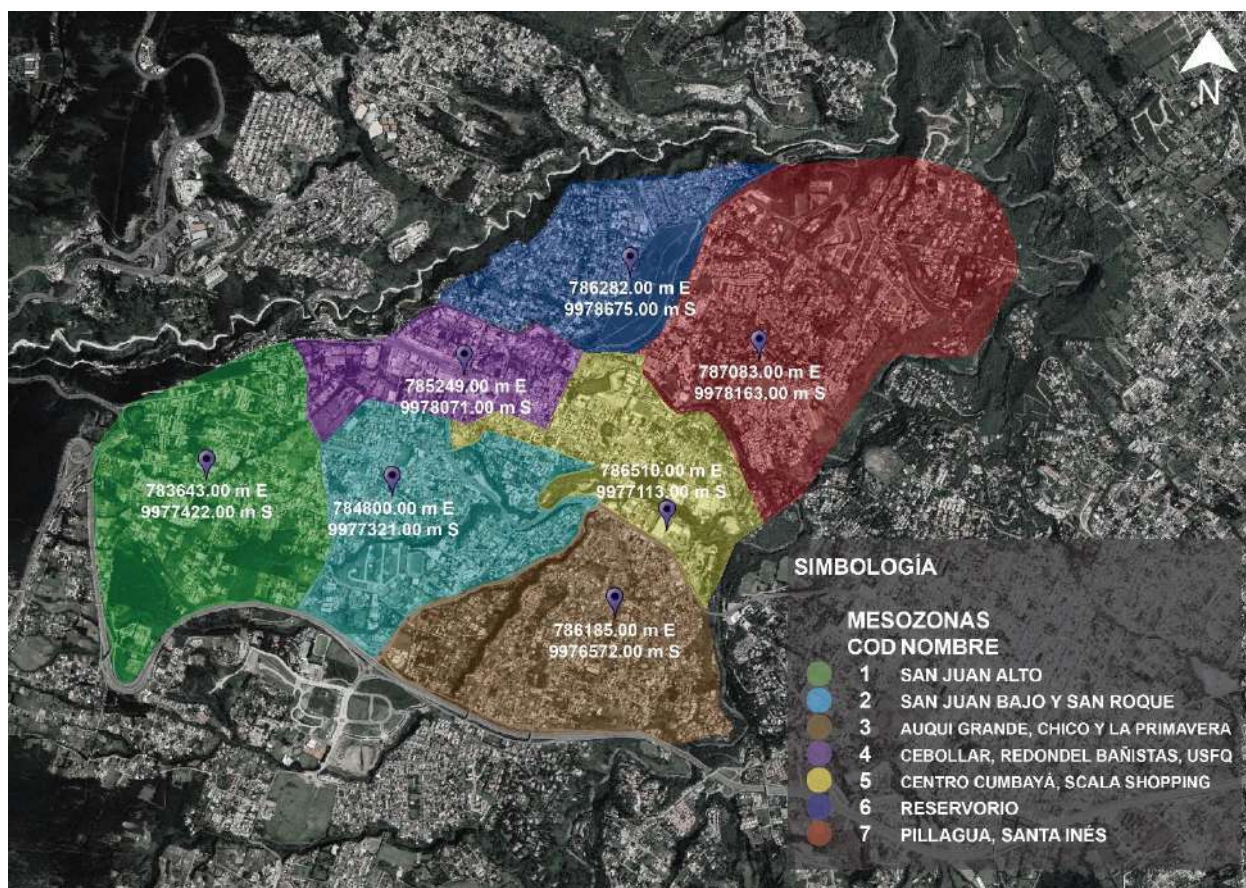 N
786282.00 m E
9978675.00 m S
787083.00 m E
9978163.00 m S
785249.00 m E
9978071.00 m S
783643.00 m E
9977422.00 m S
784800.00 m E
9977321.00 m S
786510.00 m E
9977113.00 m S
786185.00 m E
9976572.00 m S
SIMBOLOGÍA
MESOZONAS
COD NOMBRE
1 SAN JUAN ALTO
2 SAN JUAN BAJO Y SAN ROQUE
3 AUQUI GRANDE, CHICO Y LA PRIMAVERA
4 CEBOLLAR, REDONDEL BAÑISTAS, USFQ
5 CENTRO CUMBAYÁ, SCALA SHOPPING
6 RESERVORIO
7 PILLAGUA, SANTA INÉS